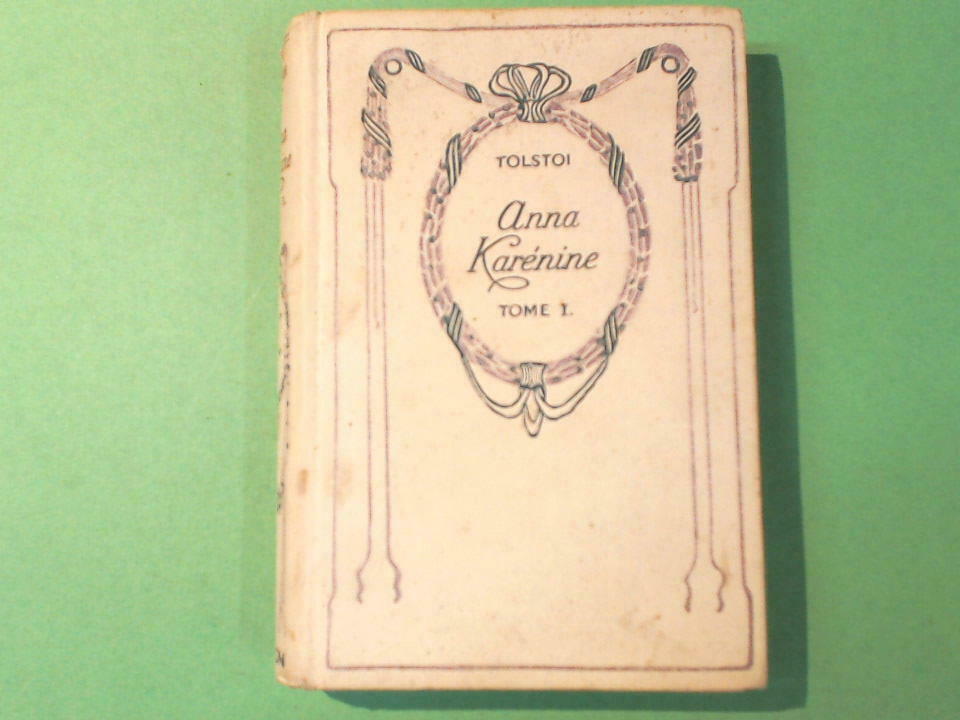 TOLSTOI
Anna
Karénine
TOME I.